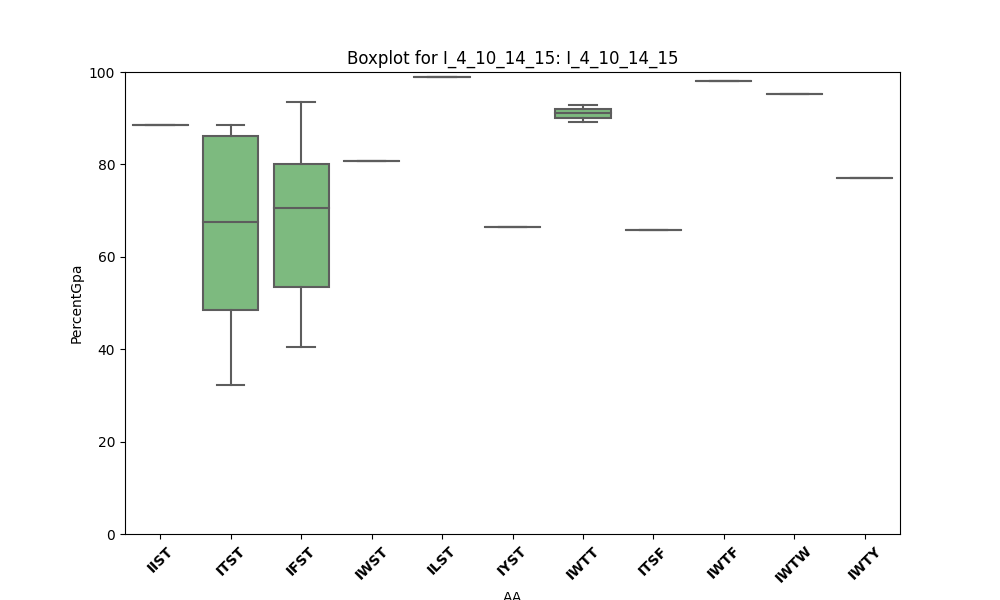 Boxplot for I_4_10_14_15: I_4_10_14_15
PercentGpa
100
80
60
40
20
0
IIST
ITST
IFST
IWST
ILST
IYST
IWTT
ITSF
IWTF
IWTW
IWTY
AA